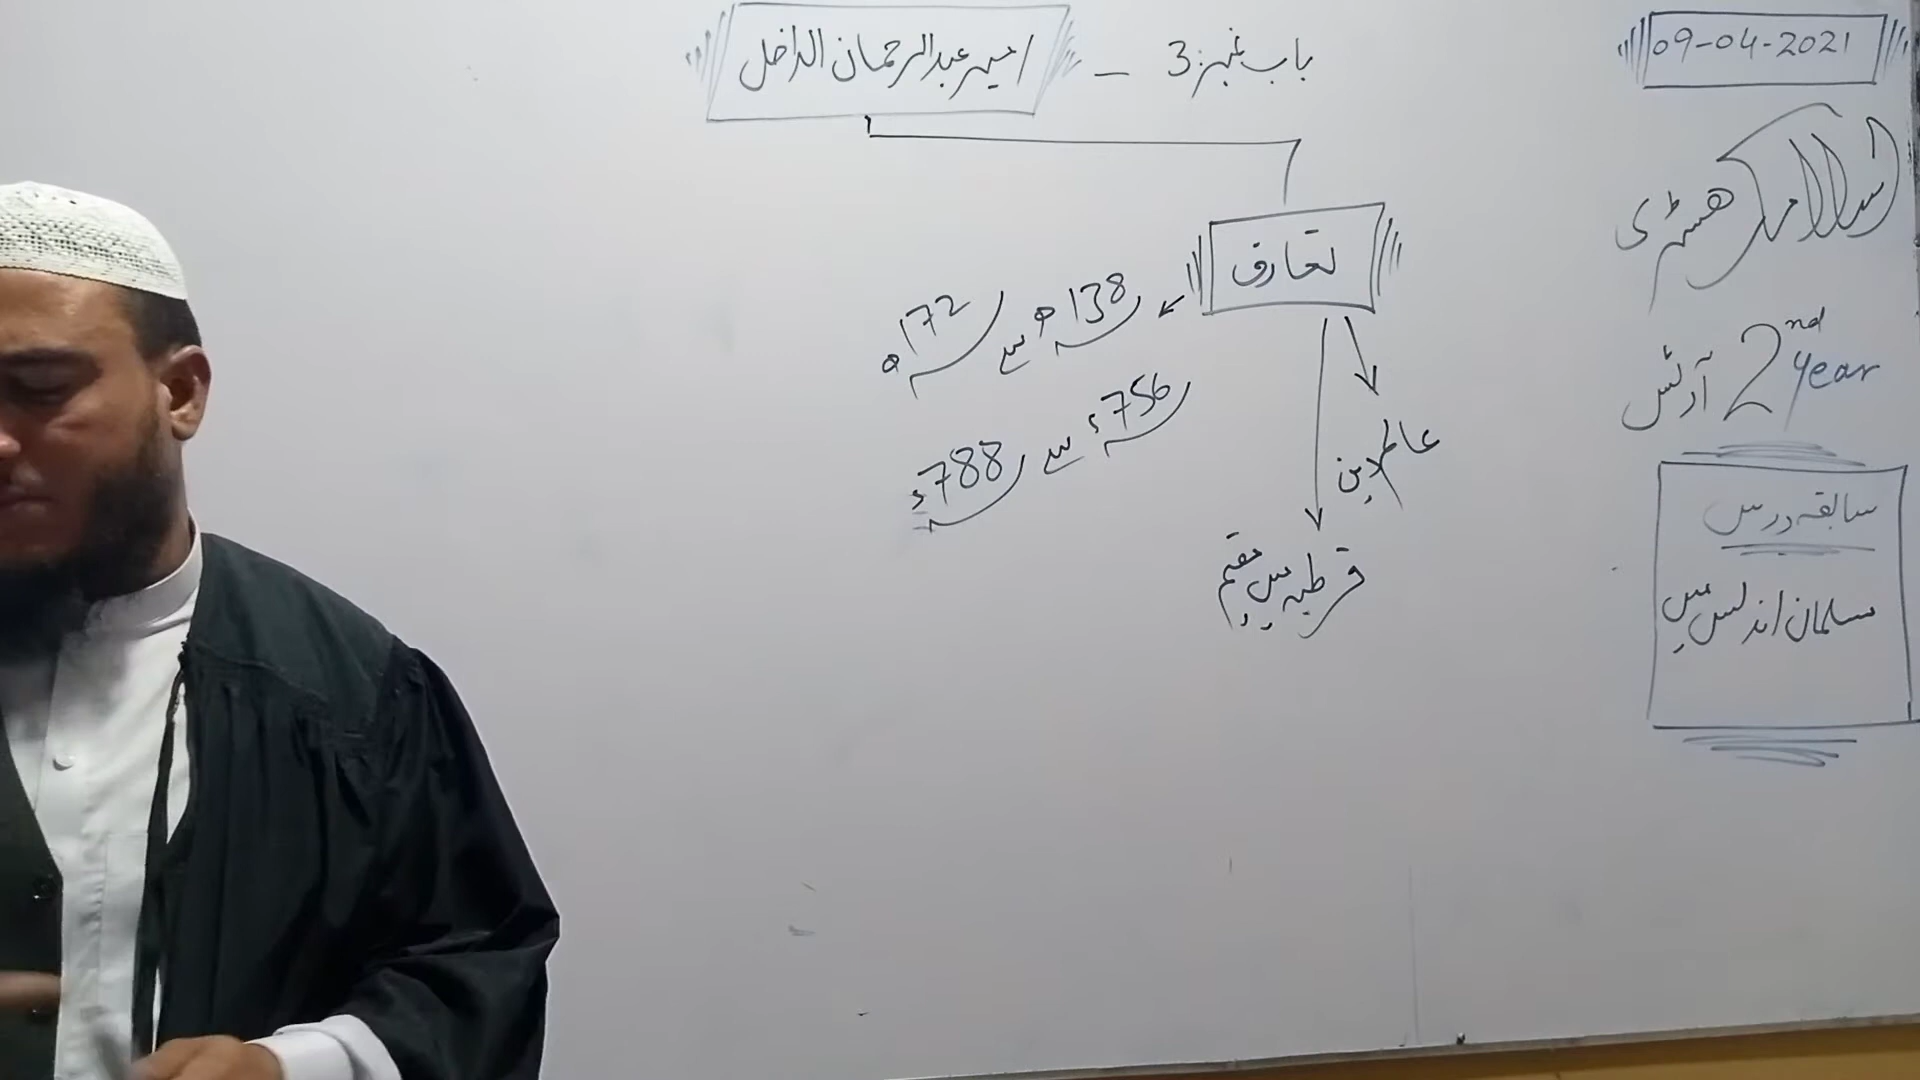 09-04-2021
باب نمبر: 3 - امیر عبدالرحمان الداخل
اسلامک ہسٹری
2nd Year آرٹس
سابقہ درس
مسلمان اندلس میں
تعارف
138ھ سے 172ھ
756ء سے 788ء
عالم دین
قرطبہ میں مقیم